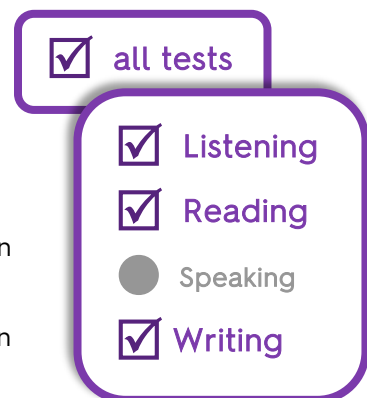 all tests
Listening
Reading
n
Speaking
n
Writing